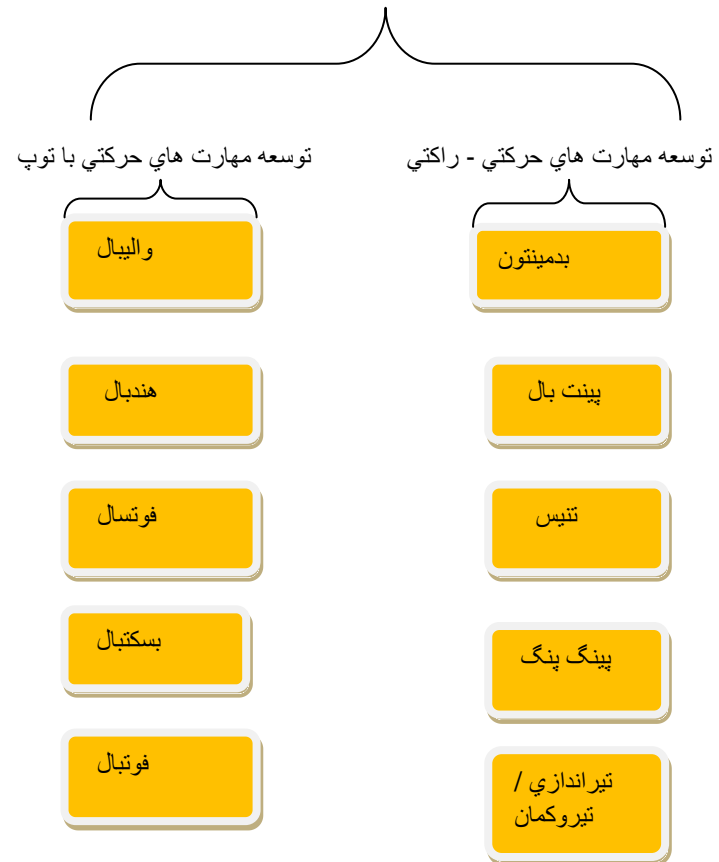 توسعه مهارت هاي حركتي - راكتي
بدمينتون
پينت بال
تنيس
پينگ پنگ
تيراندازي /
تيروكمان
توسعه مهارت هاي حركتي با توپ
واليبال
هندبال
فوتسال
بسكتبال
فوتبال